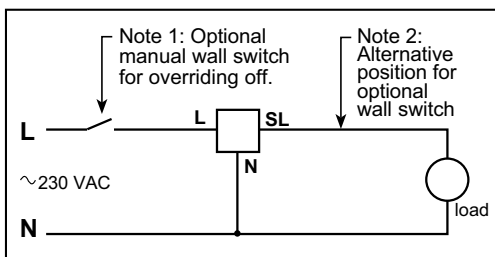 Note 1: Optional
manual wall switch
for overriding off.
Note 2:
Alternative
position for
optional
wall switch
L
L
SL
N
~230 VAC
load
N